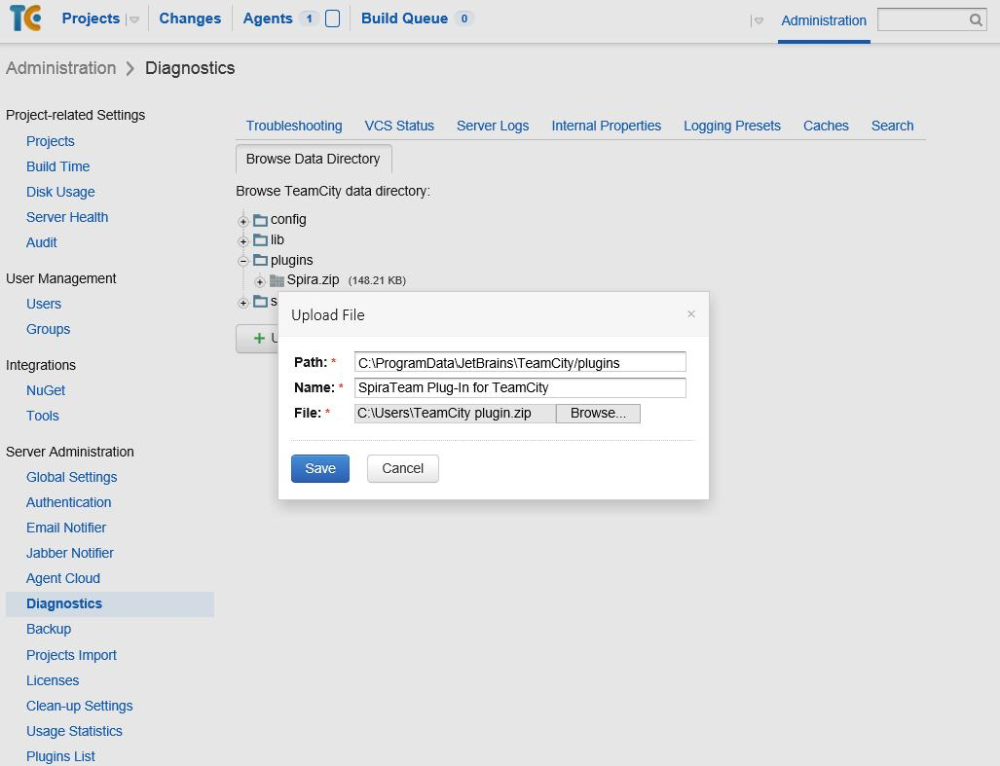 TC Projects Changes Agents 1 Build Queue 0 Administration
Administration > Diagnostics
Project-related Settings
Projects
Build Time
Disk Usage
Server Health
Audit
User Management
Users
Groups
Integrations
NuGet
Tools
Server Administration
Global Settings
Authentication
Email Notifier
Jabber Notifier
Agent Cloud
Diagnostics
Backup
Projects Import
Licenses
Clean-up Settings
Usage Statistics
Plugins List
Troubleshooting VCS Status Server Logs Internal Properties Logging Presets Caches Search
Browse Data Directory
Browse TeamCity data directory:
config
lib
plugins
Spira.zip (148.21 KB)
s
+ U
Upload File ×
Path: * C:\ProgramData\JetBrains\TeamCity/plugins
Name: * SpiraTeam Plug-In for TeamCity
File: * C:\Users\TeamCity plugin.zip Browse...
Save Cancel